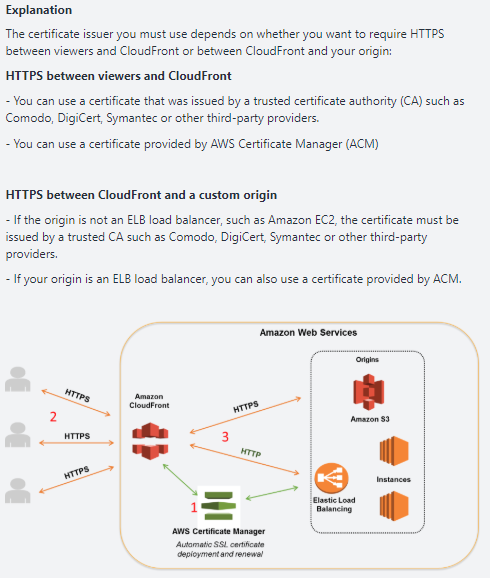 Explanation
The certificate issuer you must use depends on whether you want to require HTTPS
between viewers and CloudFront or between CloudFront and your origin:
HTTPS between viewers and CloudFront
- You can use a certificate that was issued by a trusted certificate authority (CA) such as
Comodo, DigiCert, Symantec or other third-party providers.
- You can use a certificate provided by AWS Certificate Manager (ACM)
HTTPS between CloudFront and a custom origin
- If the origin is not an ELB load balancer, such as Amazon EC2, the certificate must be
issued by a trusted CA such as Comodo, DigiCert, Symantec or other third-party
providers.
- If your origin is an ELB load balancer, you can also use a certificate provided by ACM.
Amazon Web Services
Origins
HTTPS
Amazon
CloudFront
HTTPS
2
Amazon S3
HTTPS
3
HTTP
HTTPS
Instances
Elastic Load
Balancing
1
AWS Certificate Manager
Automatic SSL certificate
deployment and renewal